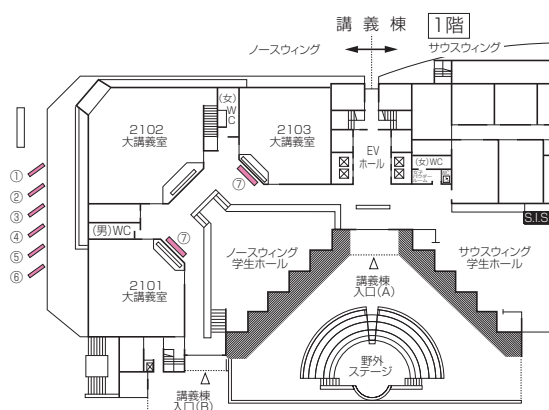 講義棟 1階
ノースウィング
サウスウィング
(女)
WC
2102
大講義室
2103
大講義室
EV
ホール
(女)WC
①
②
③
④
⑤
⑥
⑦
(男)WC
⑦
S.I.S
ノースウィング
学生ホール
サウスウィング
学生ホール
2101
大講義室
講義棟
入口(A)
野外
ステージ
講義棟
入口(B)